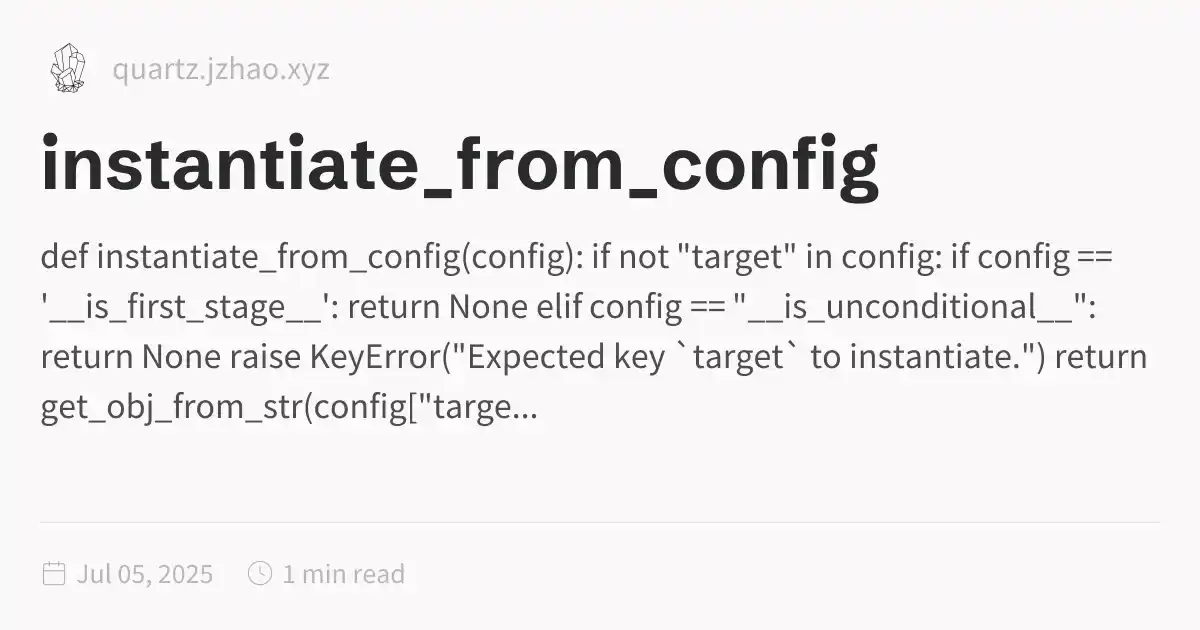 quartz.jzhao.xyz
instantiate_from_config
def instantiate_from_config(config): if not "target" in config: if config ==
'__is_first_stage__': return None elif config == "__is_unconditional__":
return None raise KeyError("Expected key `target` to instantiate.") return
get_obj_from_str(config["targe...
Jul 05, 2025 1 min read